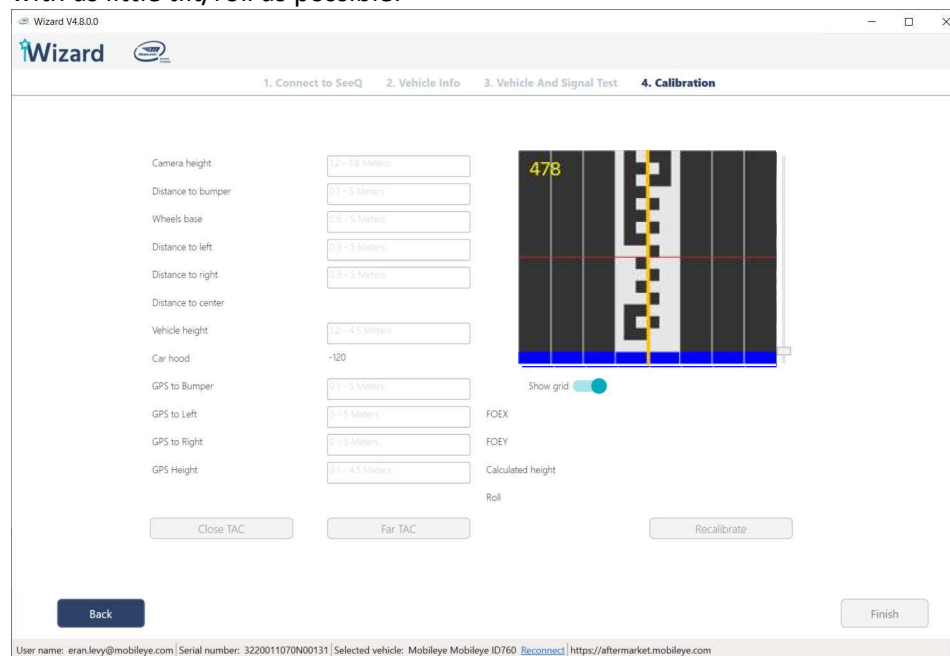 with as little tilt/roll as possible.
Wizard V4.8.0.0
Wizard
1. Connect to SeeQ 2. Vehicle Info 3. Vehicle And Signal Test 4. Calibration
Camera height 1.2 - 1.8 Meters
478
Distance to bumper 0.1 - 5 Meters
Wheels base 0.6 - 5 Meters
Distance to left 0.3 - 5 Meters
Distance to right 0.3 - 5 Meters
Distance to center
Vehicle height 1.2 - 4.5 Meters
Car hood -120
GPS to Bumper 0.1 - 5 Meters Show grid
GPS to Left 0 - 5 Meters FOEX
GPS to Right 0 - 5 Meters FOEY
GPS Height 0.1 - 4.5 Meters Calculated height
Roll
Close TAC Far TAC Recalibrate
Back Finish
User name: eran.levy@mobileye.com Serial number: 3220011070N00131 Selected vehicle: Mobileye Mobileye ID760 Reconnect https://aftermarket.mobileye.com